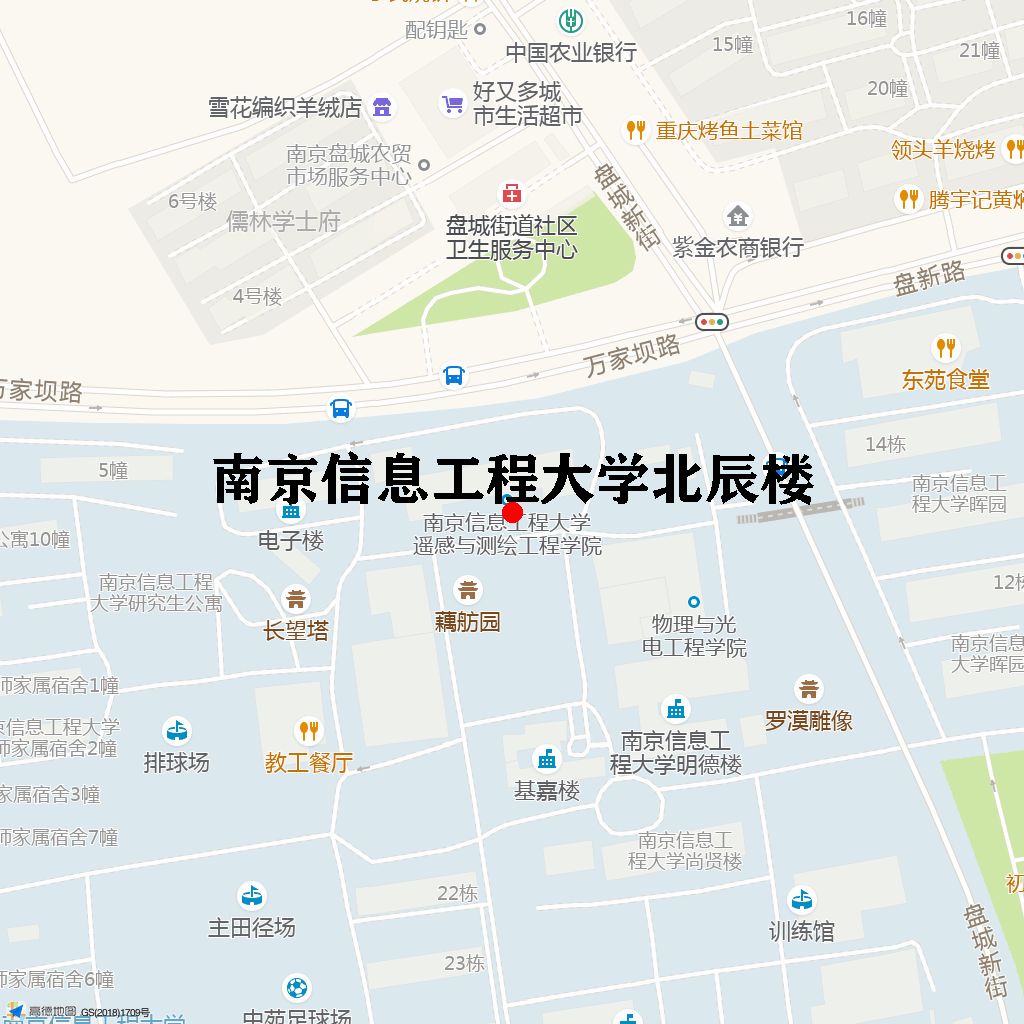 配钥匙
中国农业银行
16幢
15幢
21幢
20幢
雪花编织羊绒店
好又多城
市生活超市
重庆烤鱼土菜馆
领头羊烧烤
南京盘城农贸
市场服务中心
盘城新街
6号楼
儒林学士府
盘城街道社区
卫生服务中心
腾宇记黄焖
紫金农商银行
4号楼
盘新路
万家坝路
万家坝路
东苑食堂
14栋
5幢
南京信息工程大学北辰楼
南京信息工
程大学晖园
公寓10幢
电子楼
南京信息工程大学
遥感与测绘工程学院
南京信息工程
大学研究生公寓
12栋
长望塔
藕舫园
物理与光
电工程学院
南京信息
大学晖园
师家属宿舍1幢
罗漠雕像
京信息工程大学
师家属宿舍2幢
排球场
教工餐厅
南京信息工
程大学明德楼
基嘉楼
家属宿舍3幢
师家属宿舍7幢
南京信息工
程大学尚贤楼
初
22栋
主田径场
训练馆
盘城新街
23栋
师家属宿舍6幢
中苑足球场
高德地图 GS(2018)1709号
南京信息工程大学